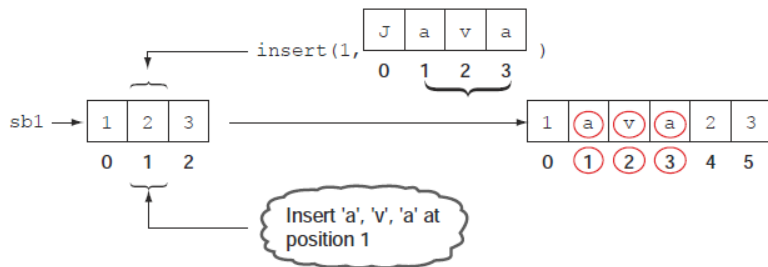 J a v a
insert(1, )
0 1 2 3
sb1 1 2 3 1 a v a 2 3
0 1 2 0 1 2 3 4 5
Insert 'a', 'v', 'a' at
position 1